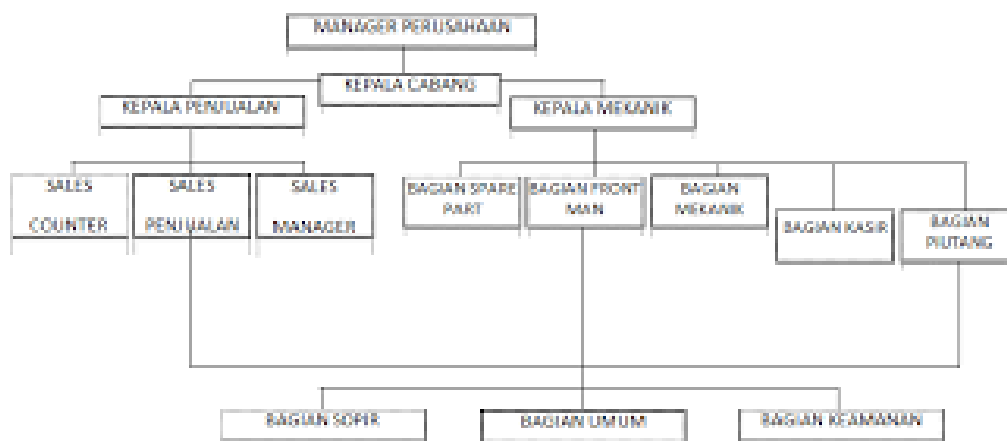 MANAGER PERUSAHAAN
KEPALA CABANG
KEPALA PENJUALAN
KEPALA MEKANIK
SALES
COUNTER
SALES
PENJUALAN
SALES
MANAGER
BAGIAN SPARE
PART
BAGIAN FRONT
MAN
BAGIAN
MEKANIK
BAGIAN KASIR
BAGIAN
PIUTANG
BAGIAN SOPIR
BAGIAN UMUM
BAGIAN KEAMANAN